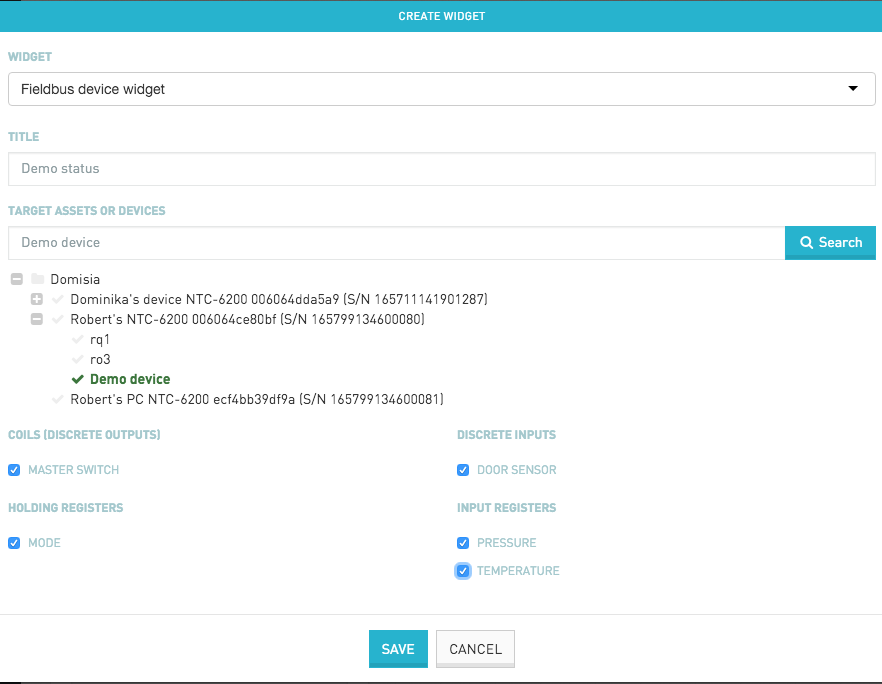 CREATE WIDGET
WIDGET
Fieldbus device widget
TITLE
Demo status
TARGET ASSETS OR DEVICES
Demo device
Search
Domisia
Dominika's device NTC-6200 006064dda5a9 (S/N 165711141901287)
Robert's NTC-6200 006064ce80bf (S/N 165799134600080)
rq1
ro3
Demo device
Robert's PC NTC-6200 ecf4bb39df9a (S/N 165799134600081)
COILS (DISCRETE OUTPUTS)
MASTER SWITCH
DISCRETE INPUTS
DOOR SENSOR
HOLDING REGISTERS
MODE
INPUT REGISTERS
PRESSURE
TEMPERATURE
SAVE
CANCEL